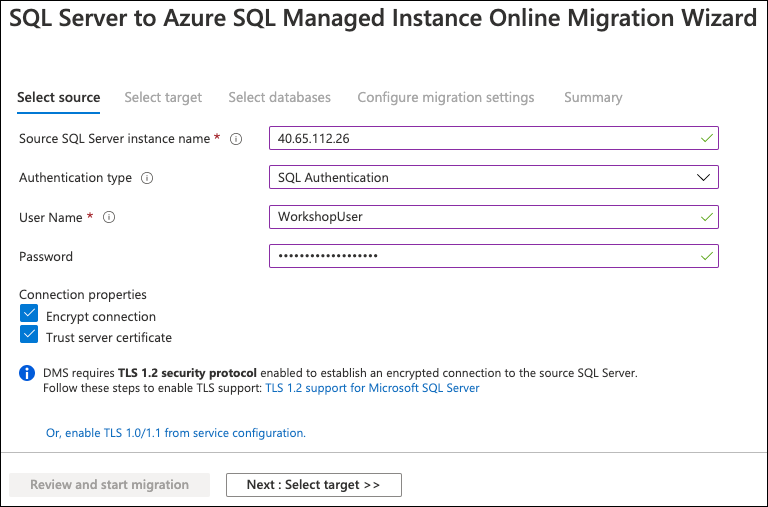 SQL Server to Azure SQL Managed Instance Online Migration Wizard
Select source Select target Select databases Configure migration settings Summary
Source SQL Server instance name * 40.65.112.26
Authentication type SQL Authentication
User Name * WorkshopUser
Password •••••••••••••••••••
Connection properties
Encrypt connection
Trust server certificate
DMS requires TLS 1.2 security protocol enabled to establish an encrypted connection to the source SQL Server.
Follow these steps to enable TLS support: TLS 1.2 support for Microsoft SQL Server
Or, enable TLS 1.0/1.1 from service configuration.
Review and start migration Next : Select target >>